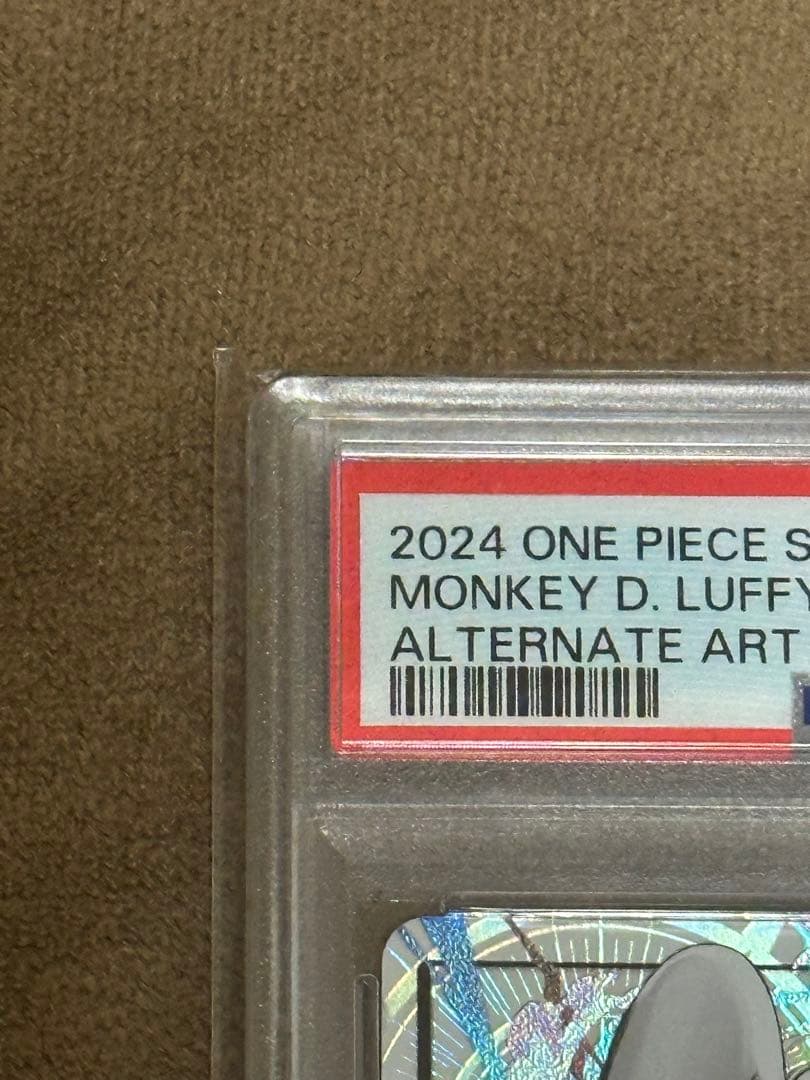 2024 ONE PIECE S
MONKEY D. LUFFY
ALTERNATE ART